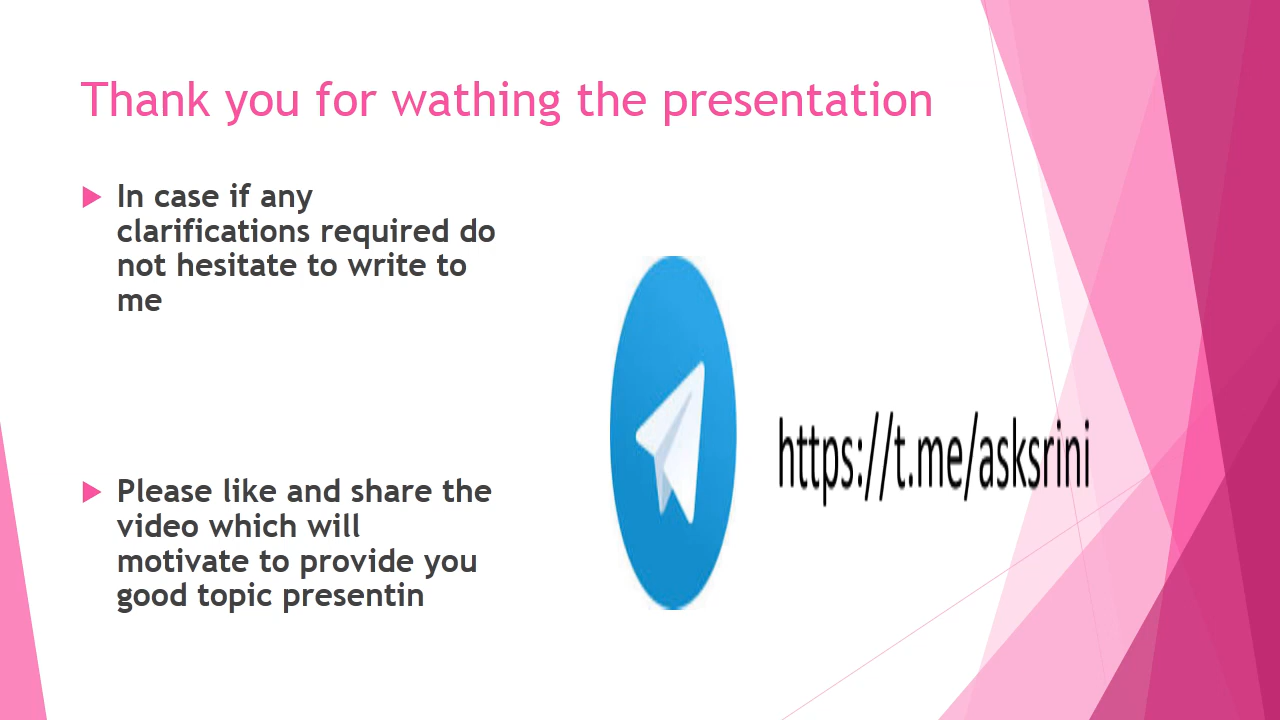 Thank you for wathing the presentation
In case if any
clarifications required do
not hesitate to write to
me
Please like and share the
video which will
motivate to provide you
good topic presentin
https://t.me/asksrini